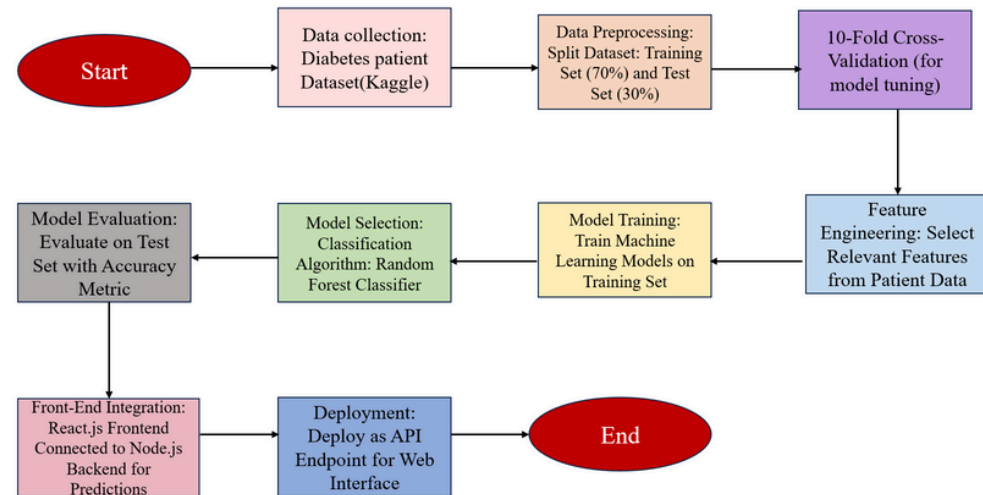 Start
Data collection:
Diabetes patient
Dataset(Kaggle)
Data Preprocessing:
Split Dataset: Training
Set (70%) and Test
Set (30%)
10-Fold Cross-
Validation (for
model tuning)
Feature
Engineering: Select
Relevant Features
from Patient Data
Model Training:
Train Machine
Learning Models on
Training Set
Model Selection:
Classification
Algorithm: Random
Forest Classifier
Model Evaluation:
Evaluate on Test
Set with Accuracy
Metric
Front-End Integration:
React.js Frontend
Connected to Node.js
Backend for
Predictions
Deployment:
Deploy as API
Endpoint for Web
Interface
End